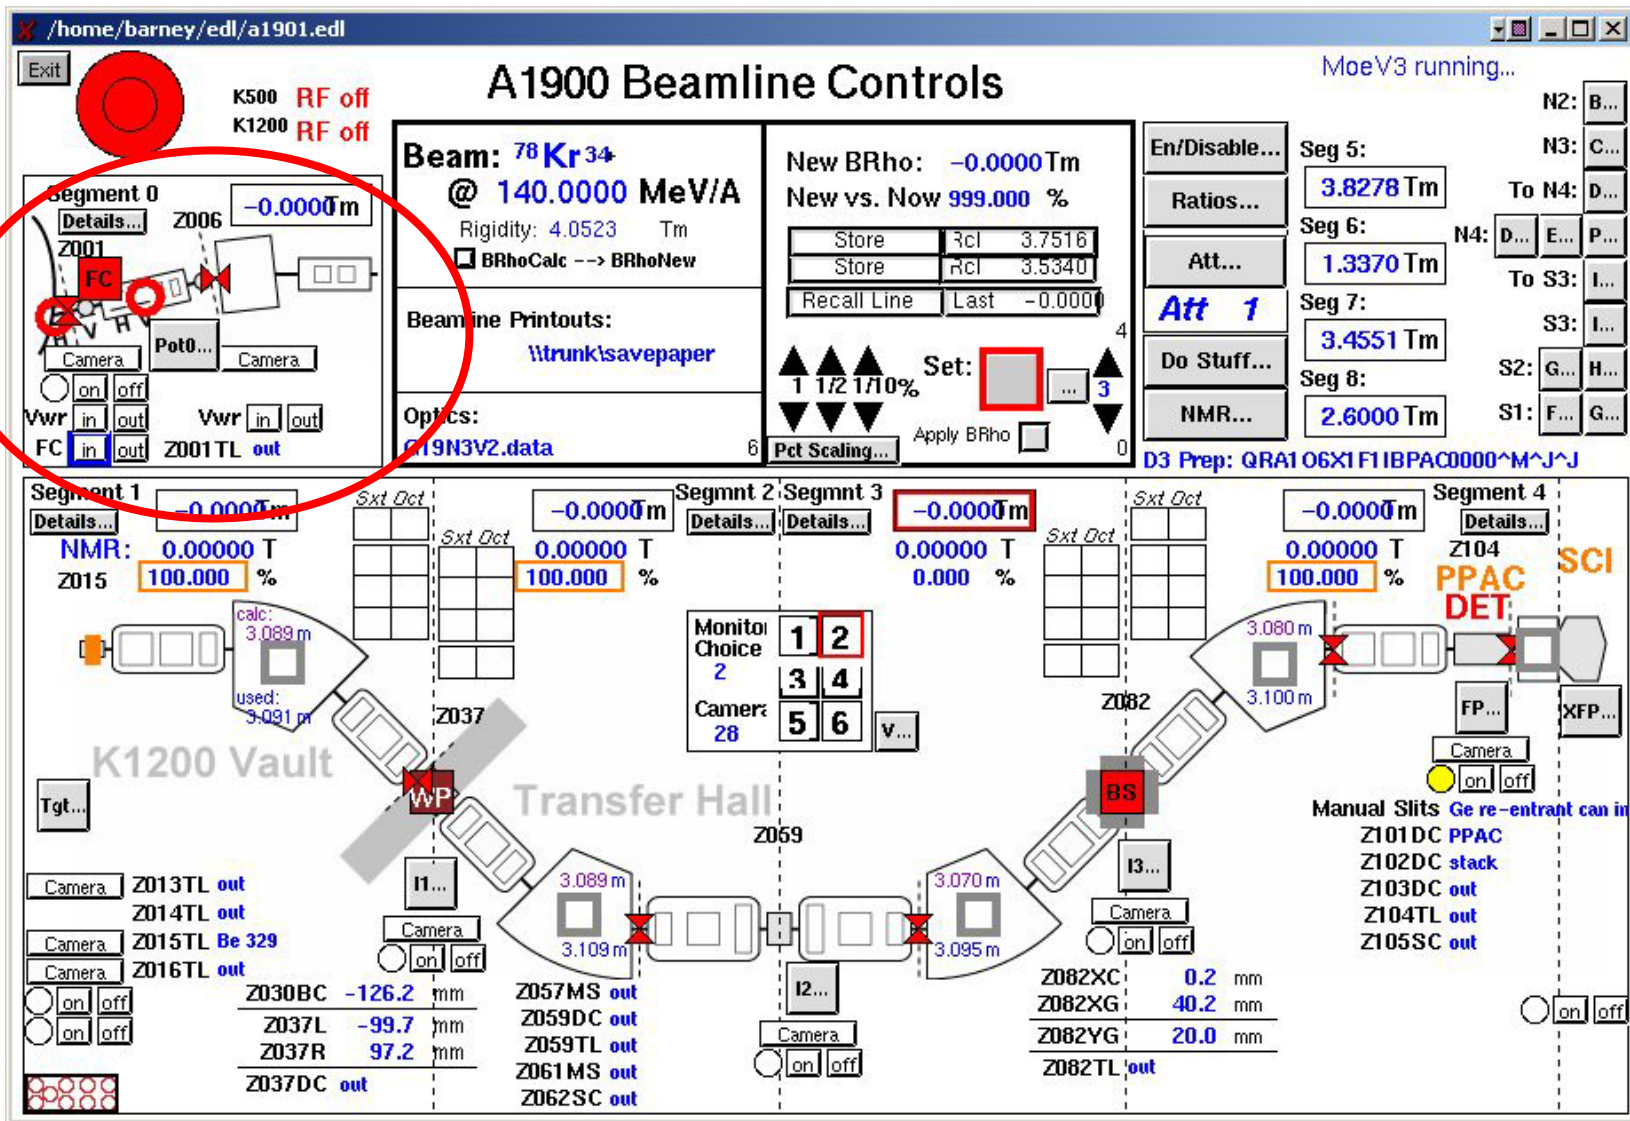 /home/barney/edl/a1901.edl
Exit
K500 RF off
K1200 RF off
A1900 Beamline Controls
MoeV3 running...
Segment 0
Details...
Z006
-0.0000Tm
Z001
FC
V H V
Pot0...
Camera
Camera
on off
Vwr in out
Vwr in out
FC in out Z001TL out
Beam: 78Kr34+
@ 140.0000 MeV/A
Rigidity: 4.0523 Tm
BRhoCalc --> BRhoNew
Beamline Printouts:
\\trunk\savepaper
Optics:
6
New BRho: -0.0000Tm
New vs. Now 999.000 %
Store Rcl 3.7516
Store Rcl 3.5340
Recall Line Last -0.0000
4
1 1/2 1/10%
Set:
...
3
Apply BRho
0
Pct Scaling...
En/Disable...
Ratios...
Att...
Att 1
Do Stuff...
NMR...
Seg 5:
3.8278 Tm
Seg 6:
1.3370 Tm
Seg 7:
3.4551 Tm
Seg 8:
2.6000 Tm
N2: B...
N3: C...
To N4: D...
N4: D... E... P...
To S3: I...
S3: I...
S2: G... H...
S1: F... G...
D3 Prep: QRA1O6X1F1IBPAC0000^M^J^J
Segment 1
Details...
-0.0000Tm
NMR: 0.00000 T
Z015 100.000 %
Sxt Oct
Sxt Oct
-0.0000Tm
Segmnt 2
Details...
0.00000 T
100.000 %
Segmnt 3
Details...
-0.0000Tm
0.00000 T
0.000 %
Sxt Oct
Sxt Oct
-0.0000Tm
Segment 4
Details...
0.00000 T
100.000 %
Z104
PPAC
DET
SCI
calc:
3.089 m
used:
3.091 m
Z037
K1200 Vault
WP
Transfer Hall
Tgt...
Monitor
Choice
2
Camera
28
1 2
3 4
5 6
V...
Z059
Z082
BS
3.080 m
3.100 m
FP...
XFP...
Camera
on off
Manual Slits Ge re-entrant can in
Z101DC PPAC
Z102DC stack
Z103DC out
Z104TL out
Z105SC out
on off
Camera Z013TL out
Z014TL out
Camera Z015TL Be 329
Camera Z016TL out
on off
on off
I1...
Camera
on off
Z030BC -126.2 mm
Z037L -99.7 mm
Z037R 97.2 mm
Z037DC out
3.089 m
3.109 m
Z057MS out
Z059DC out
Z059TL out
Z061MS out
Z062SC out
I2...
Camera
on off
3.070 m
3.095 m
I3...
Camera
on off
Z082XC 0.2 mm
Z082XG 40.2 mm
Z082YG 20.0 mm
Z082TL out